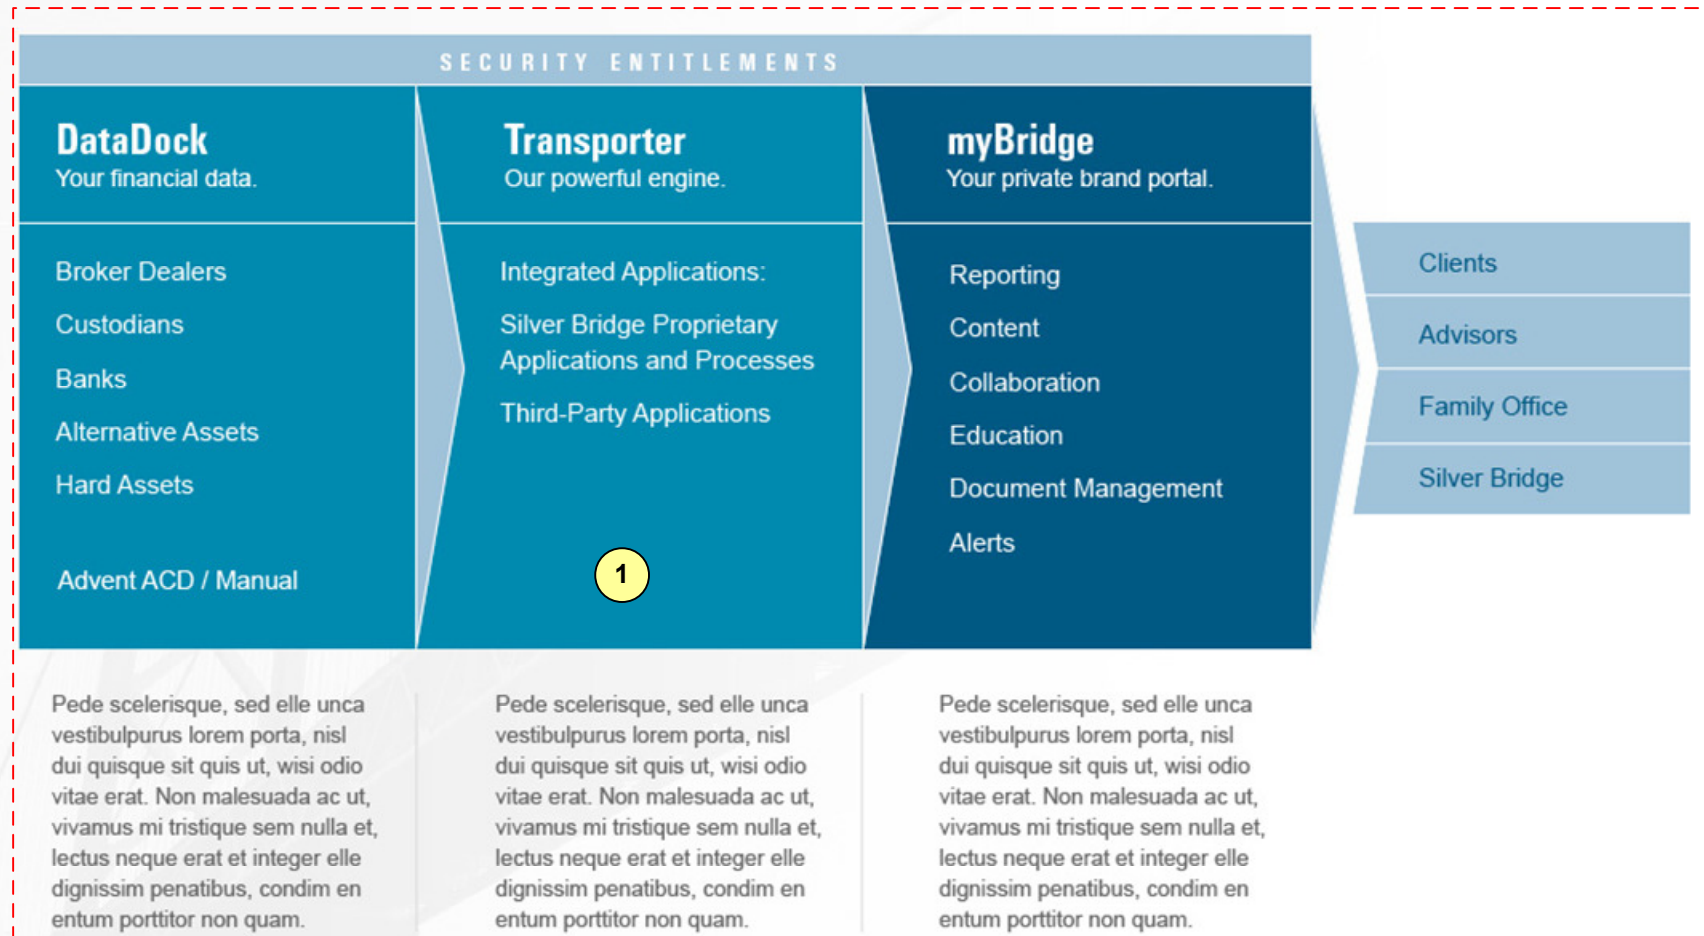 SECURITY ENTITLEMENTS
DataDock
Your financial data.
Broker Dealers
Custodians
Banks
Alternative Assets
Hard Assets
Advent ACD / Manual
Transporter
Our powerful engine.
Integrated Applications:
Silver Bridge Proprietary
Applications and Processes
Third-Party Applications
1
myBridge
Your private brand portal.
Reporting
Content
Collaboration
Education
Document Management
Alerts
Clients
Advisors
Family Office
Silver Bridge
Pede scelerisque, sed elle unca
vestibulpurus lorem porta, nisl
dui quisque sit quis ut, wisi odio
vitae erat. Non malesuada ac ut,
vivamus mi tristique sem nulla et,
lectus neque erat et integer elle
dignissim penatibus, condim en
entum porttitor non quam.
Pede scelerisque, sed elle unca
vestibulpurus lorem porta, nisl
dui quisque sit quis ut, wisi odio
vitae erat. Non malesuada ac ut,
vivamus mi tristique sem nulla et,
lectus neque erat et integer elle
dignissim penatibus, condim en
entum porttitor non quam.
Pede scelerisque, sed elle unca
vestibulpurus lorem porta, nisl
dui quisque sit quis ut, wisi odio
vitae erat. Non malesuada ac ut,
vivamus mi tristique sem nulla et,
lectus neque erat et integer elle
dignissim penatibus, condim en
entum porttitor non quam.